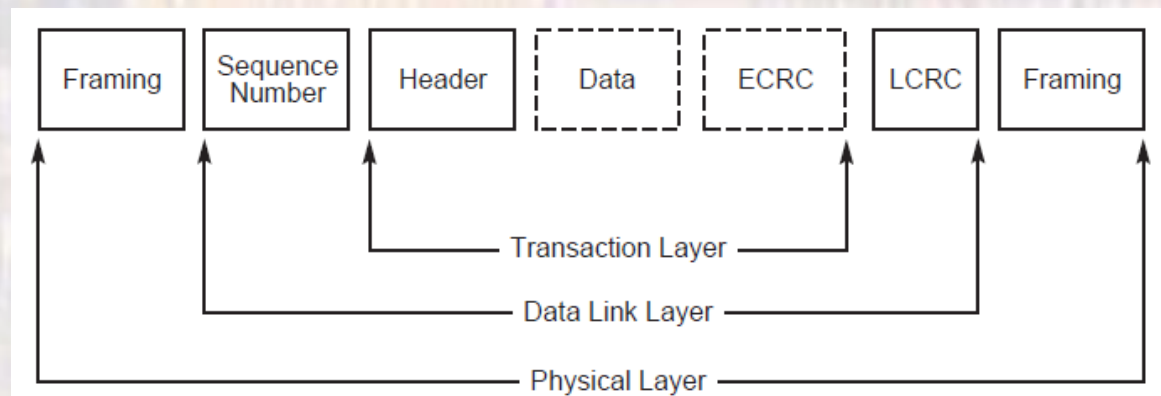 Framing
Sequence
Number
Header
Data
ECRC
LCRC
Framing
Transaction Layer
Data Link Layer
Physical Layer